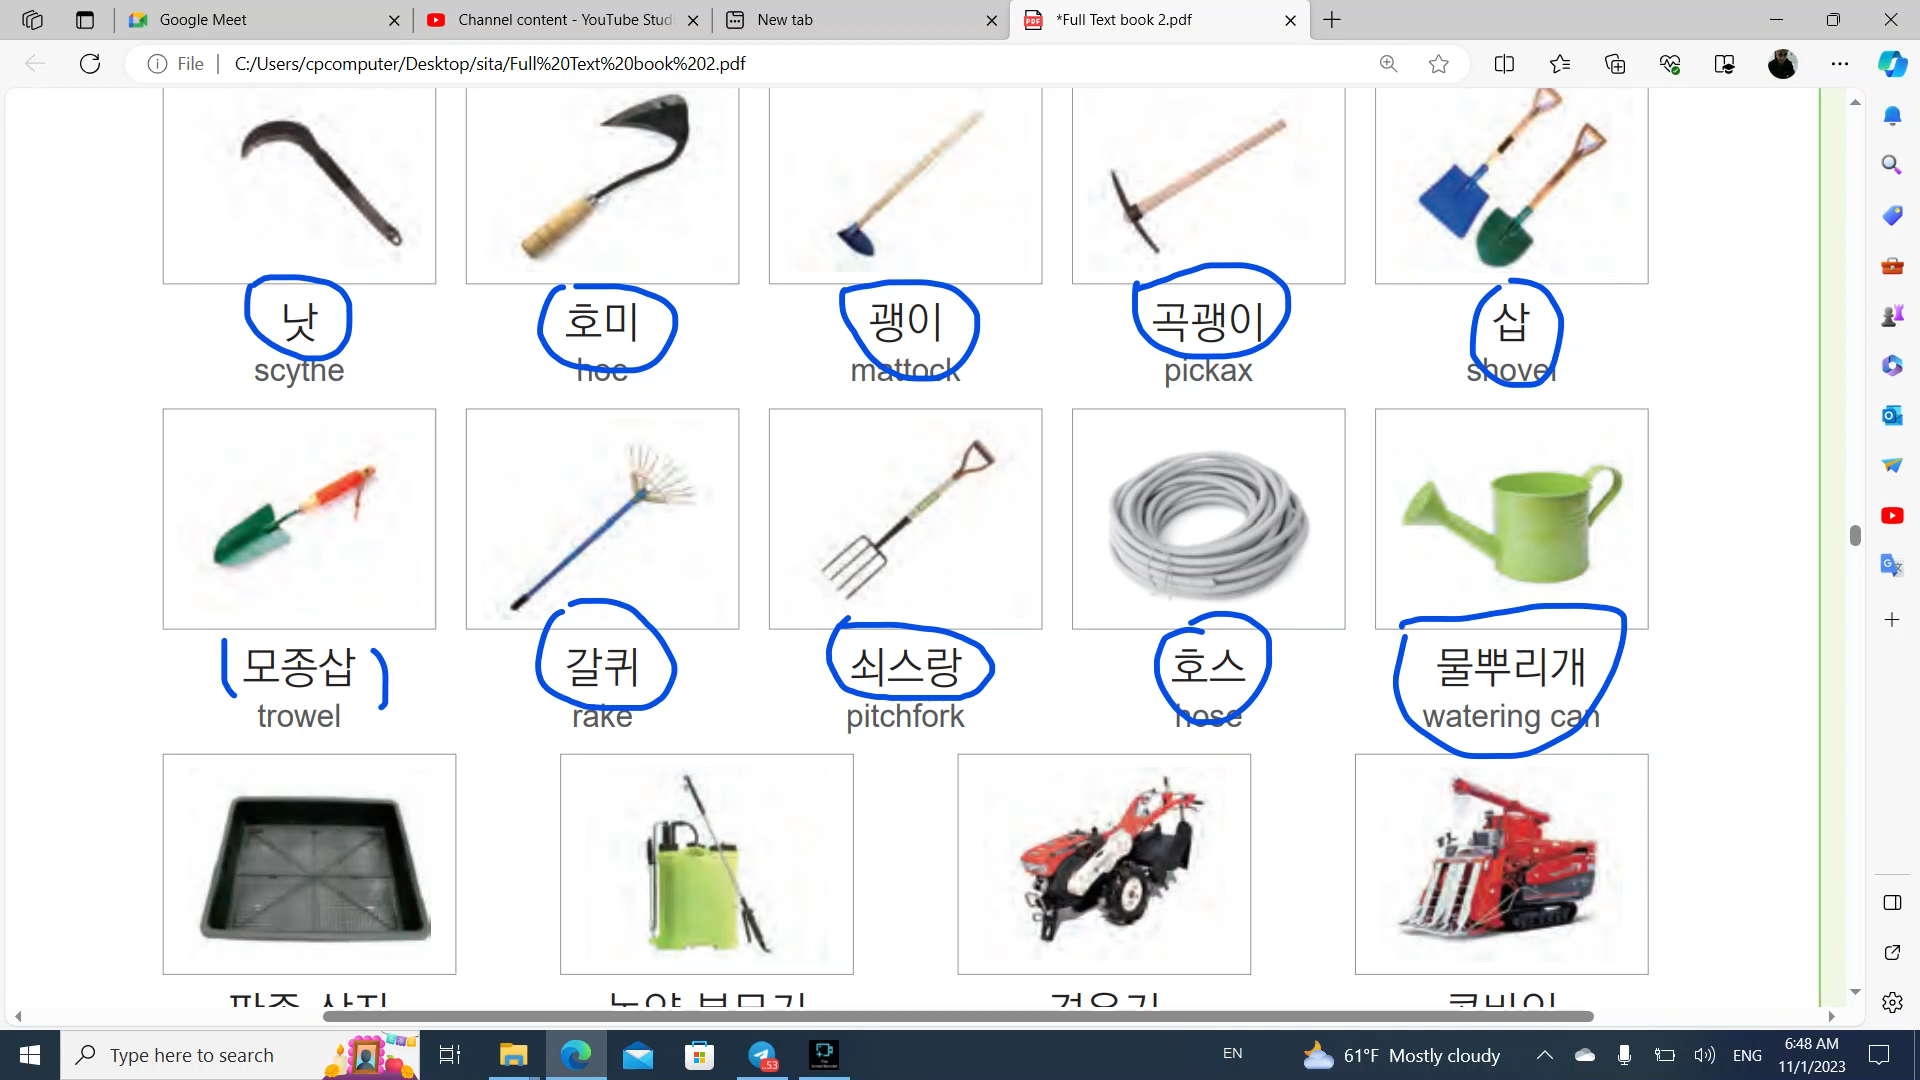 Google Meet
Channel content - YouTube Stud
New tab
*Full Text book 2.pdf
File
C:/Users/cpcomputer/Desktop/sita/Full%20Text%20book%202.pdf
낫 호미 괭이 곡괭이 삽
scythe hoe mattock pickax shovel
모종삽 갈퀴 쇠스랑 호스 물뿌리개
trowel rake pitchfork hose watering can
Type here to search
53
EN
61°F Mostly cloudy
ENG
6:48 AM
11/1/2023